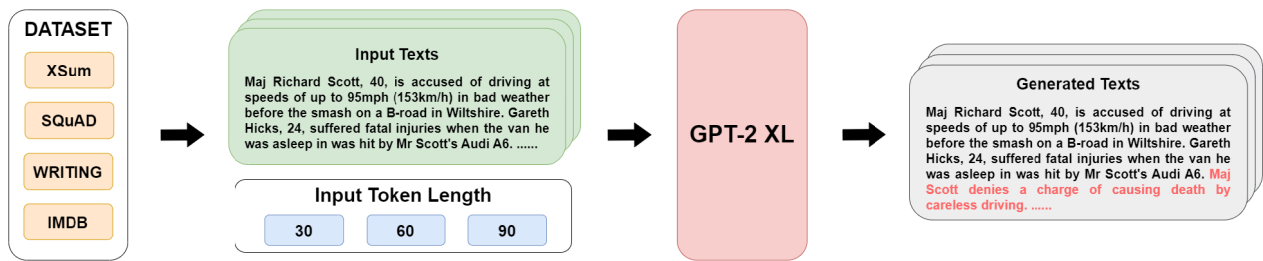 DATASET
XSum
SQuAD
WRITING
IMDB
Input Texts
Maj Richard Scott, 40, is accused of driving at
speeds of up to 95mph (153km/h) in bad weather
before the smash on a B-road in Wiltshire. Gareth
Hicks, 24, suffered fatal injuries when the van he
was asleep in was hit by Mr Scott's Audi A6. ......
Input Token Length
30 60 90
GPT-2 XL
Generated Texts
Maj Richard Scott, 40, is accused of driving at
speeds of up to 95mph (153km/h) in bad weather
before the smash on a B-road in Wiltshire. Gareth
Hicks, 24, suffered fatal injuries when the van he
was asleep in was hit by Mr Scott's Audi A6. Maj
Scott denies a charge of causing death by
careless driving. ......